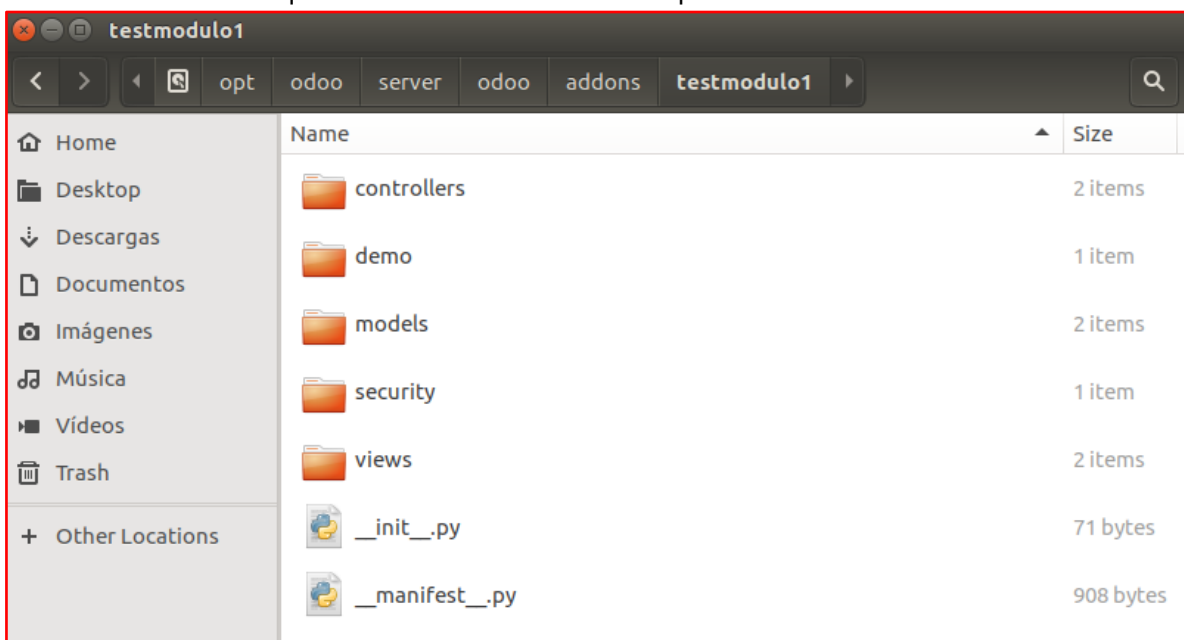 testmodulo1
opt odoo server odoo addons testmodulo1
Name Size
Home
Desktop
Descargas
Documentos
Imágenes
Música
Vídeos
Trash
+ Other Locations
controllers 2 items
demo 1 item
models 2 items
security 1 item
views 2 items
__init__.py 71 bytes
__manifest__.py 908 bytes